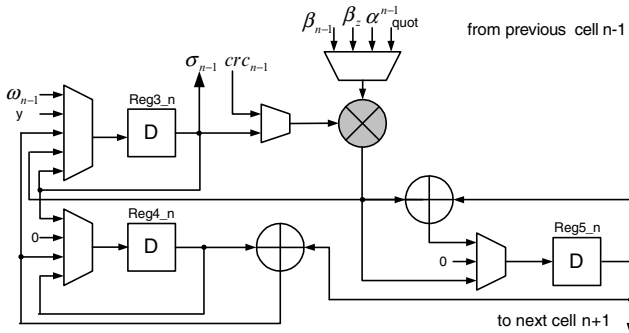 β_{n-1} β_z α^{n-1}_{quot}
from previous cell n-1
σ_{n-1} crc_{n-1}
ω_{n-1}
y
Reg3_n
D
Reg4_n
0
D
Reg5_n
0
D
to next cell n+1